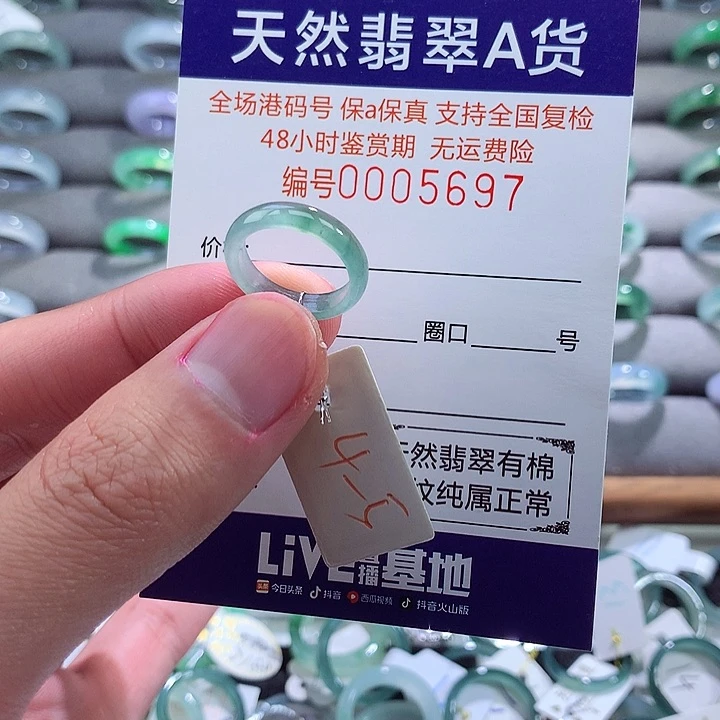 天然翡翠A货
全场港码号 保a保真 支持全国复检
48小时鉴赏期 无运费险
编号0005697
价
圈口 号
然翡翠有棉
纹纯属正常
LiVE直播基地
头条 今日头条 抖音 西瓜视频 抖音火山版